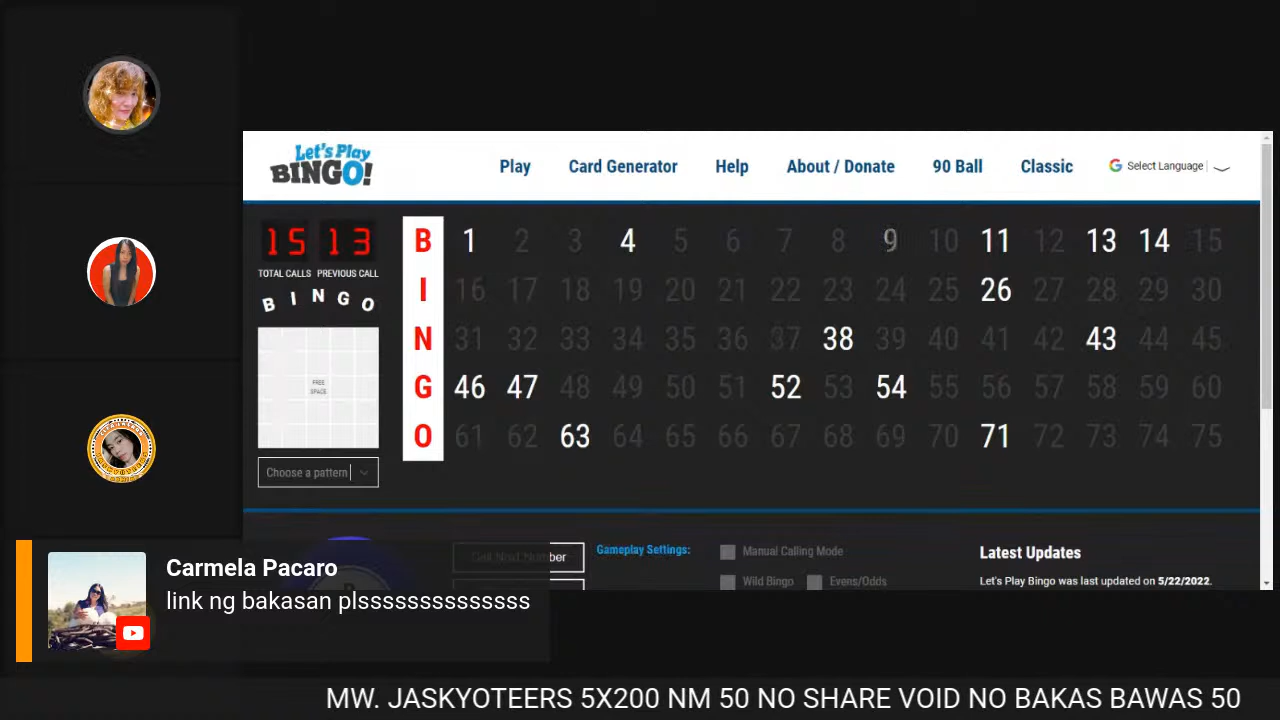 Let's Play
BINGO!
Play
Card Generator
Help
About / Donate
90 Ball
Classic
G Select Language
15 13
TOTAL CALLS PREVIOUS CALL
B I N G O
FREE
SPACE
Choose a pattern
B 1 2 3 4 5 6 7 8 9 10 11 12 13 14 15
I 16 17 18 19 20 21 22 23 24 25 26 27 28 29 30
N 31 32 33 34 35 36 37 38 39 40 41 42 43 44 45
G 46 47 48 49 50 51 52 53 54 55 56 57 58 59 60
O 61 62 63 64 65 66 67 68 69 70 71 72 73 74 75
Call Next Number
Gameplay Settings:
Manual Calling Mode
Wild Bingo
Evens/Odds
Latest Updates
Let's Play Bingo was last updated on 5/22/2022.
Carmela Pacaro
link ng bakasan plssssssssssssss
MW. JASKYOTEERS 5X200 NM 50 NO SHARE VOID NO BAKAS BAWAS 50